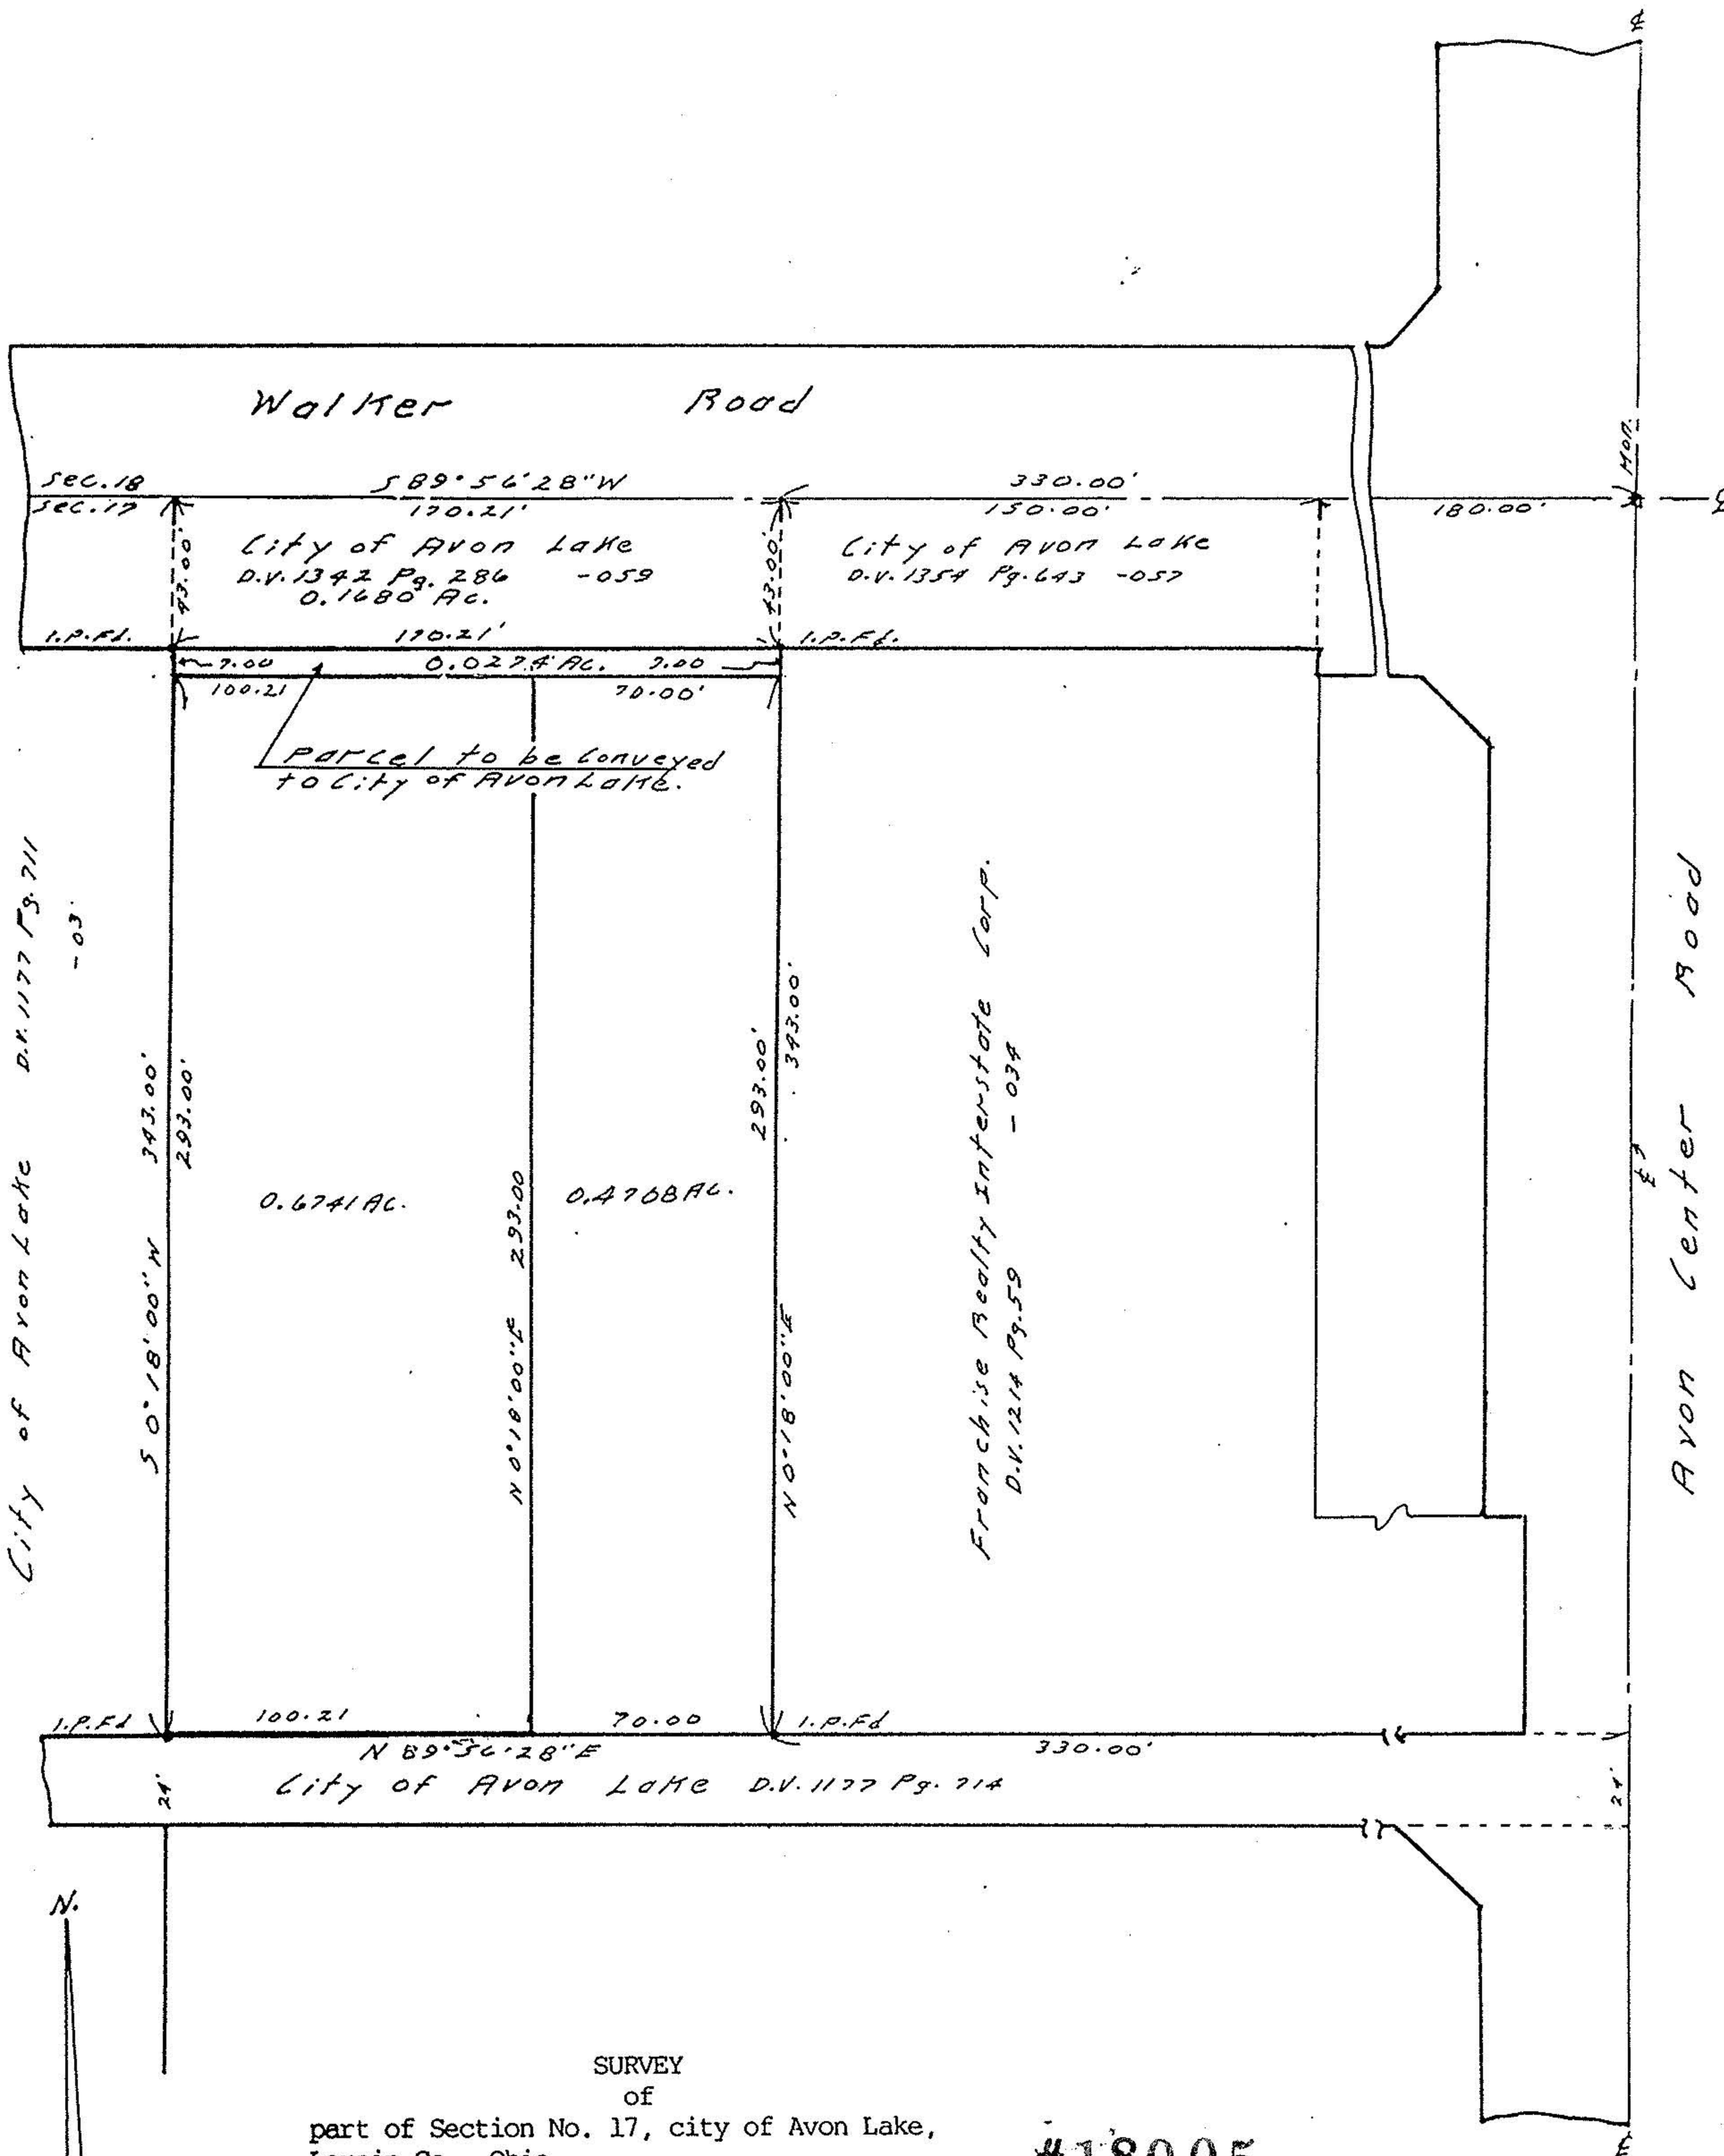 Walker Road
Mon.
Sec. 18
S 89° 56' 28" W
330.00'
Sec. 17
170.21'
150.00'
180.00'
43.00'
City of Avon Lake
D.V. 1342 Pg. 286 -059
0.1680 Ac.
43.00'
City of Avon Lake
D.V. 1354 Pg. 643 -057
I.P.Fd.
170.21'
I.P.Fd.
7.00
0.0274 Ac.
7.00
100.21
70.00'
Parcel to be Conveyed
to City of Avon Lake.
City of Avon Lake D.V. 1177 Pg. 711
-03
S 0° 18' 00" W 343.00'
293.00'
0.6741 Ac.
N 0° 18' 00" E 293.00
0.4708 Ac.
293.00'
343.00'
N 0° 18' 00" E
Franchise Realty Interstate Corp.
D.V. 1214 Pg. 59 -034
Avon Center Road
I.P.Fd
100.21
70.00
I.P.Fd
N 89° 56' 28" E
330.00'
24'
City of Avon Lake D.V. 1177 Pg. 714
24'
N.
SURVEY
of
part of Section No. 17, city of Avon Lake,
Lorain Co., Ohio
#18005